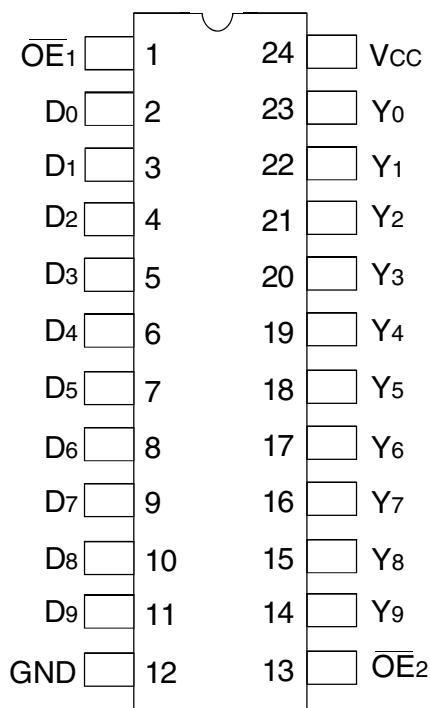 O̅E̅1 1 24 VCC
D0 2 23 Y0
D1 3 22 Y1
D2 4 21 Y2
D3 5 20 Y3
D4 6 19 Y4
D5 7 18 Y5
D6 8 17 Y6
D7 9 16 Y7
D8 10 15 Y8
D9 11 14 Y9
GND 12 13 O̅E̅2